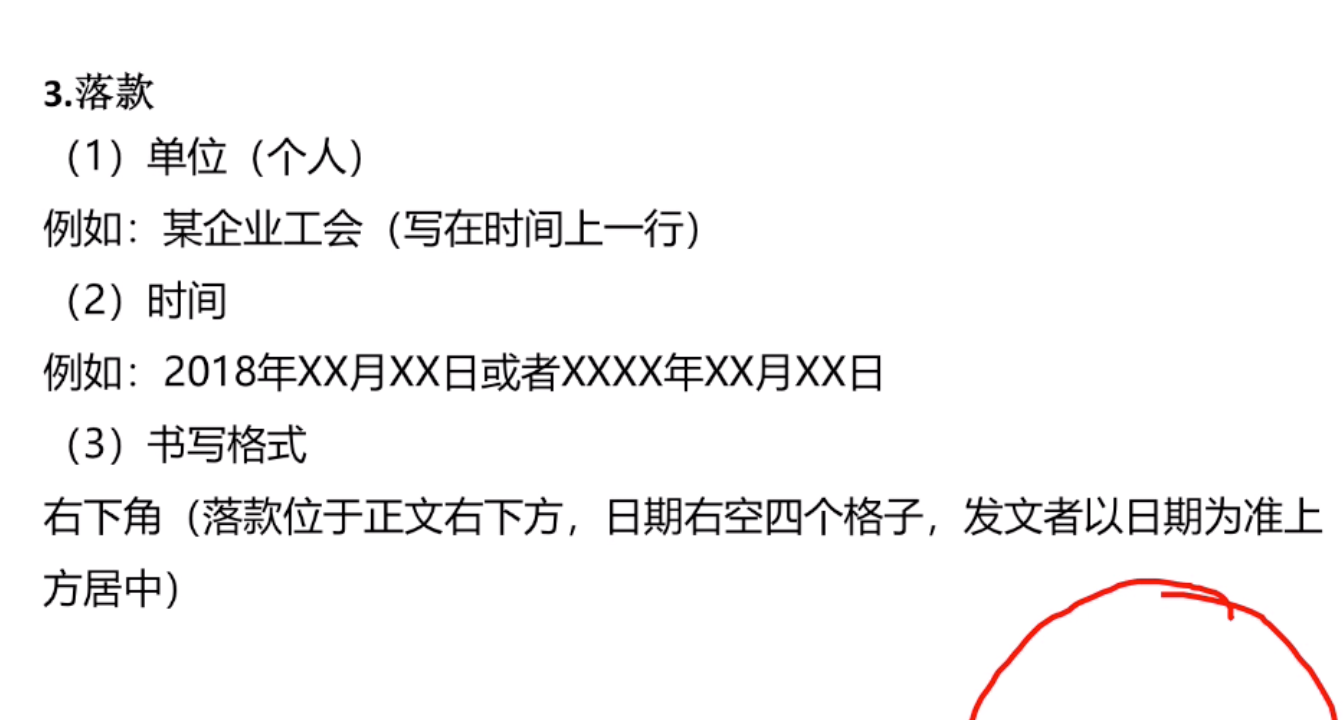 3.落款
（1）单位（个人）
例如：某企业工会（写在时间上一行）
（2）时间
例如：2018年XX月XX日或者XXXX年XX月XX日
（3）书写格式
右下角（落款位于正文右下方，日期右空四个格子，发文者以日期为准上
方居中）